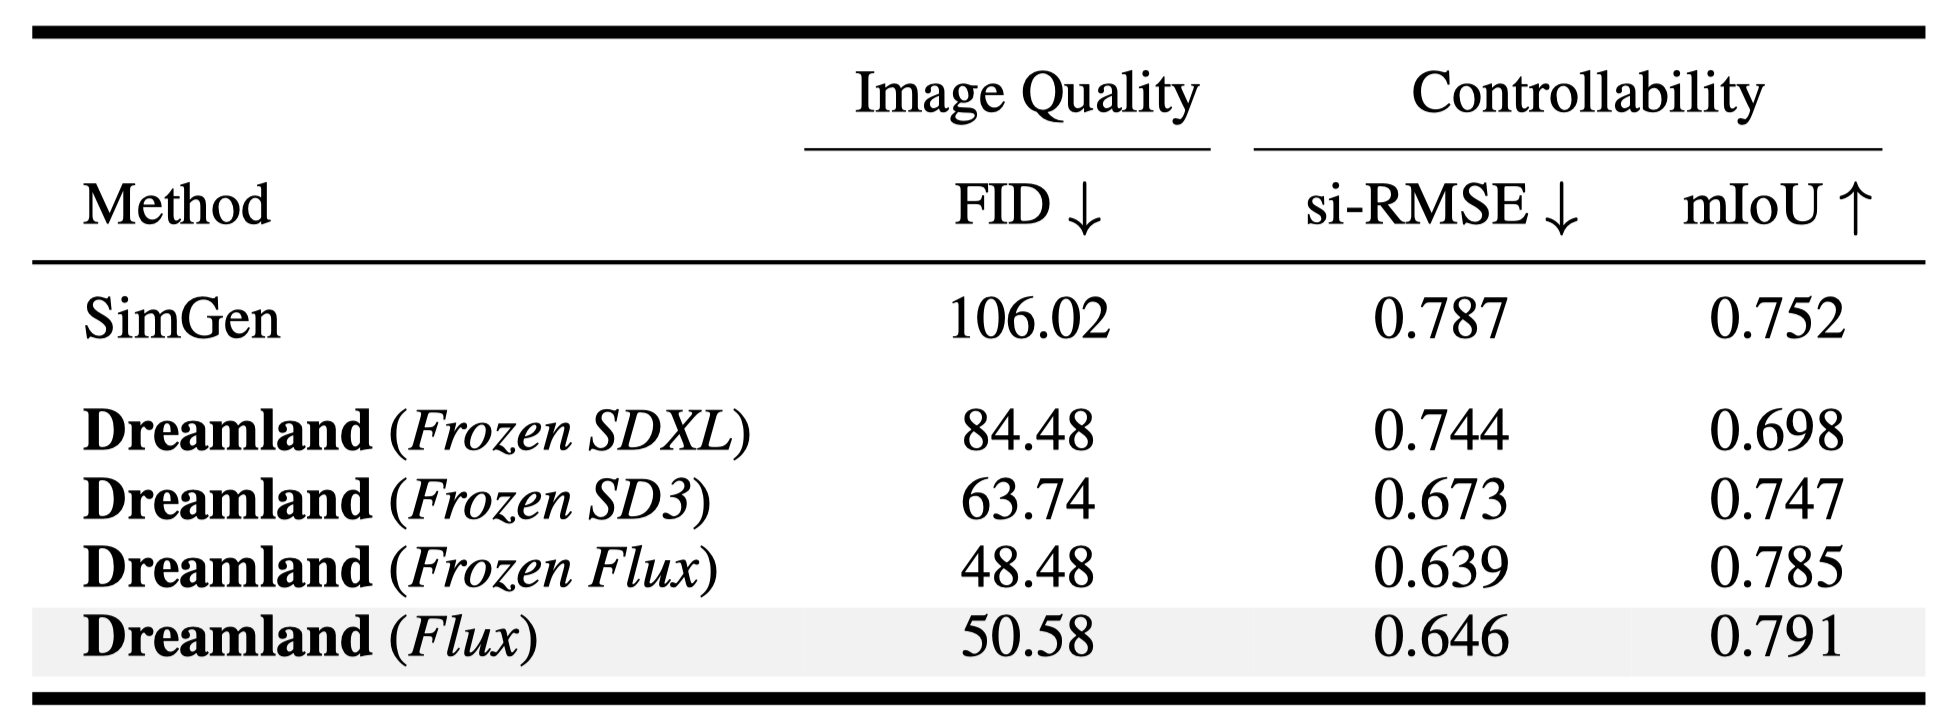 Image Quality Controllability
Method FID ↓ si-RMSE ↓ mIoU ↑
SimGen 106.02 0.787 0.752
Dreamland (Frozen SDXL) 84.48 0.744 0.698
Dreamland (Frozen SD3) 63.74 0.673 0.747
Dreamland (Frozen Flux) 48.48 0.639 0.785
Dreamland (Flux) 50.58 0.646 0.791